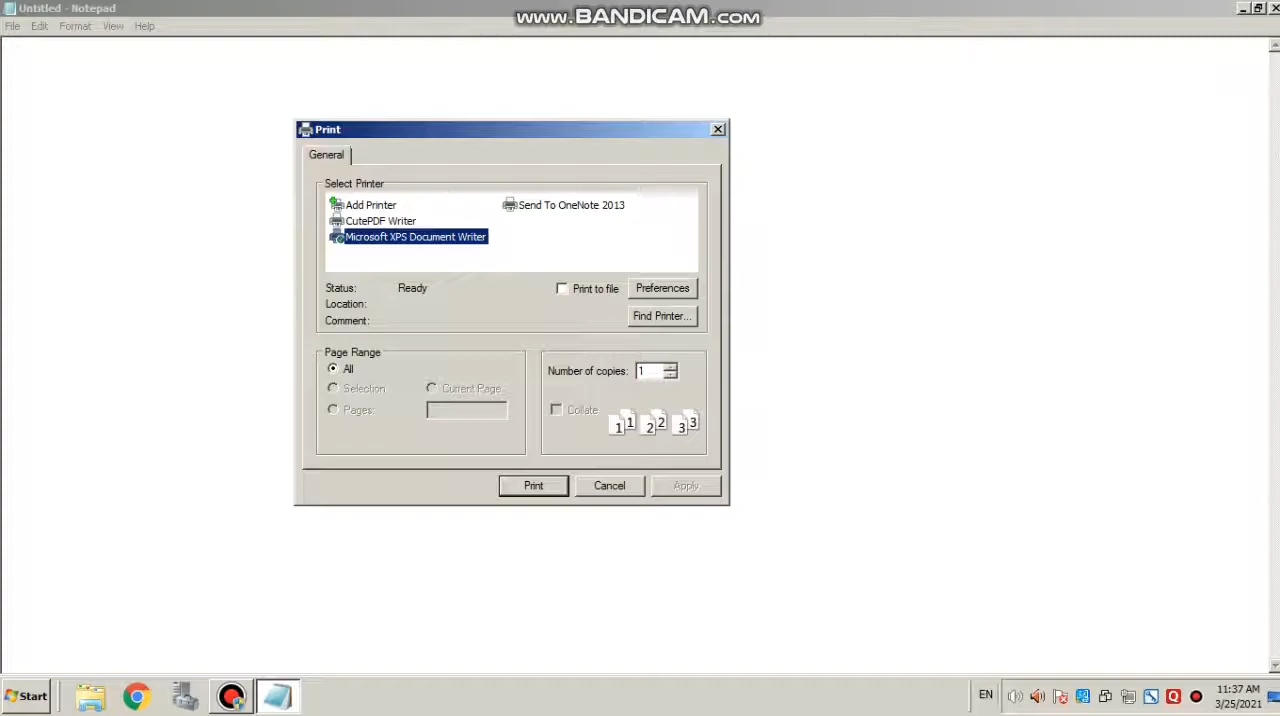 Untitled - Notepad
www.BANDICAM.com
File Edit Format View Help
Print
General
Select Printer
Add Printer
Send To OneNote 2013
CutePDF Writer
Microsoft XPS Document Writer
Status: Ready
Print to file
Preferences
Location:
Find Printer...
Comment:
Page Range
All
Number of copies: 1
Selection
Current Page
Pages:
Collate
1 1 2 2 3 3
Print
Cancel
Apply
Start
EN
11:37 AM
3/25/2021